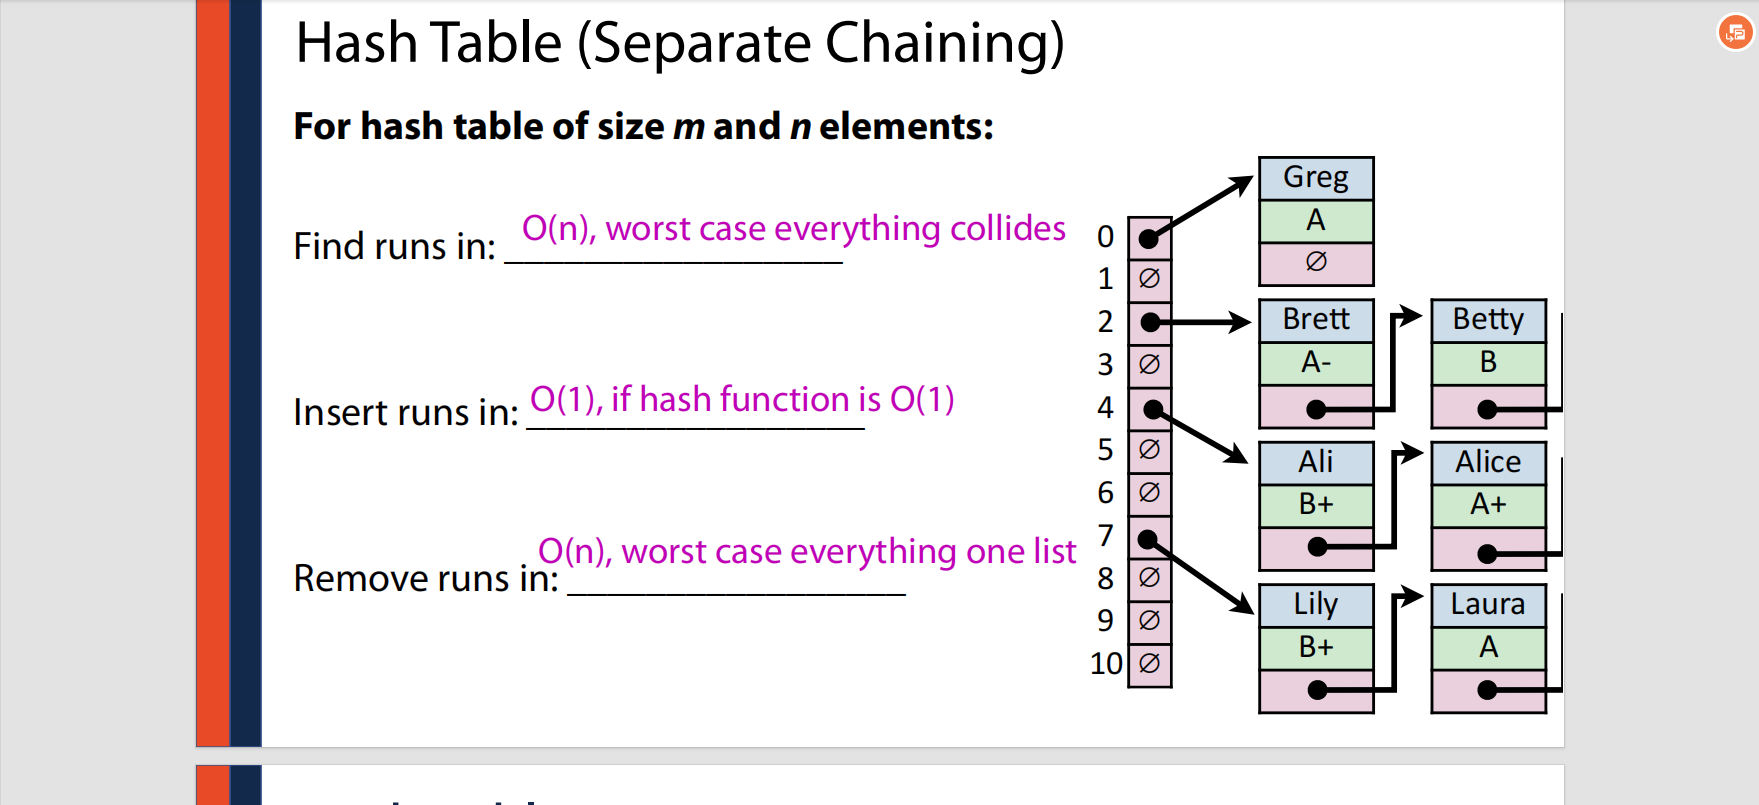 Hash Table (Separate Chaining)
For hash table of size m and n elements:
Find runs in: O(n), worst case everything collides
Insert runs in: O(1), if hash function is O(1)
Remove runs in: O(n), worst case everything one list
0
1 ∅
2
3 ∅
4
5 ∅
6 ∅
7
8 ∅
9 ∅
10 ∅
Greg
A
∅
Brett
A-
Betty
B
Ali
B+
Alice
A+
Lily
B+
Laura
A